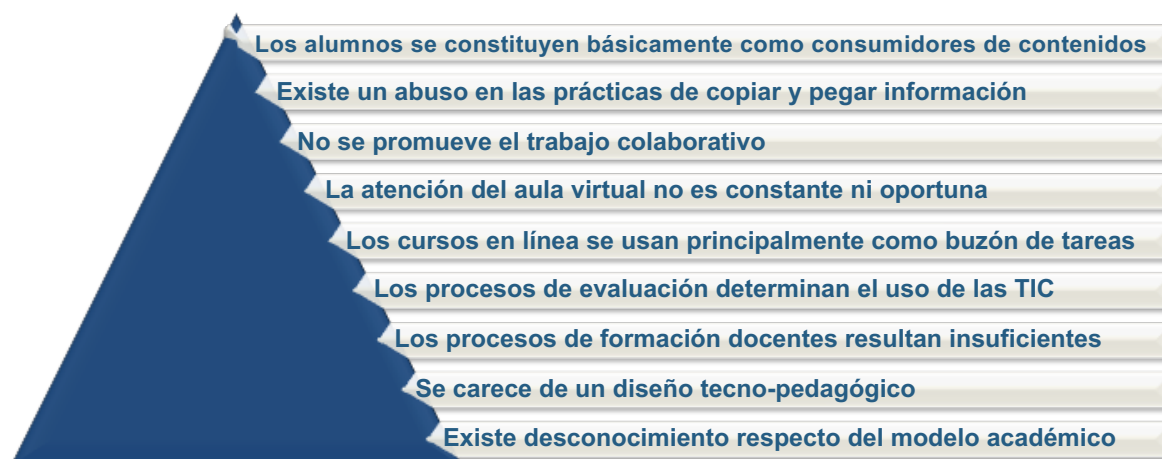 Los alumnos se constituyen básicamente como consumidores de contenidos
Existe un abuso en las prácticas de copiar y pegar información
No se promueve el trabajo colaborativo
La atención del aula virtual no es constante ni oportuna
Los cursos en línea se usan principalmente como buzón de tareas
Los procesos de evaluación determinan el uso de las TIC
Los procesos de formación docentes resultan insuficientes
Se carece de un diseño tecno-pedagógico
Existe desconocimiento respecto del modelo académico